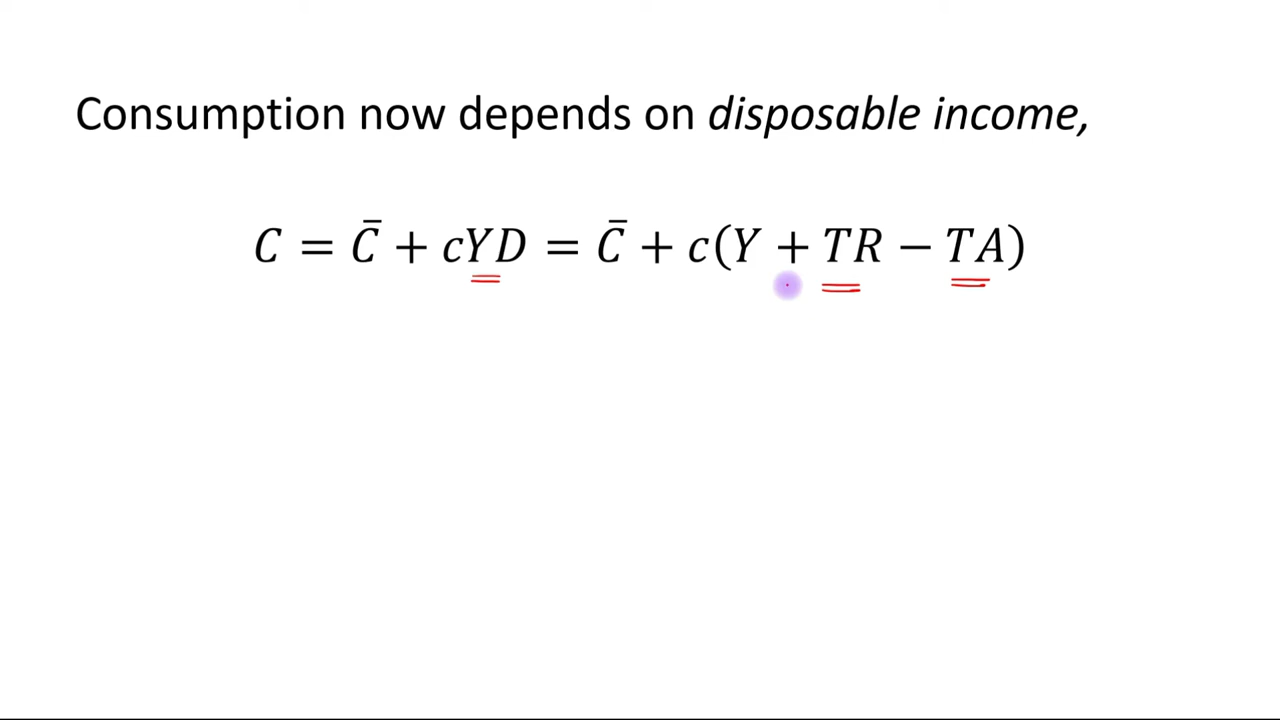 Consumption now depends on disposable income,
C = C̄ + cYD = C̄ + c(Y + TR − TA)